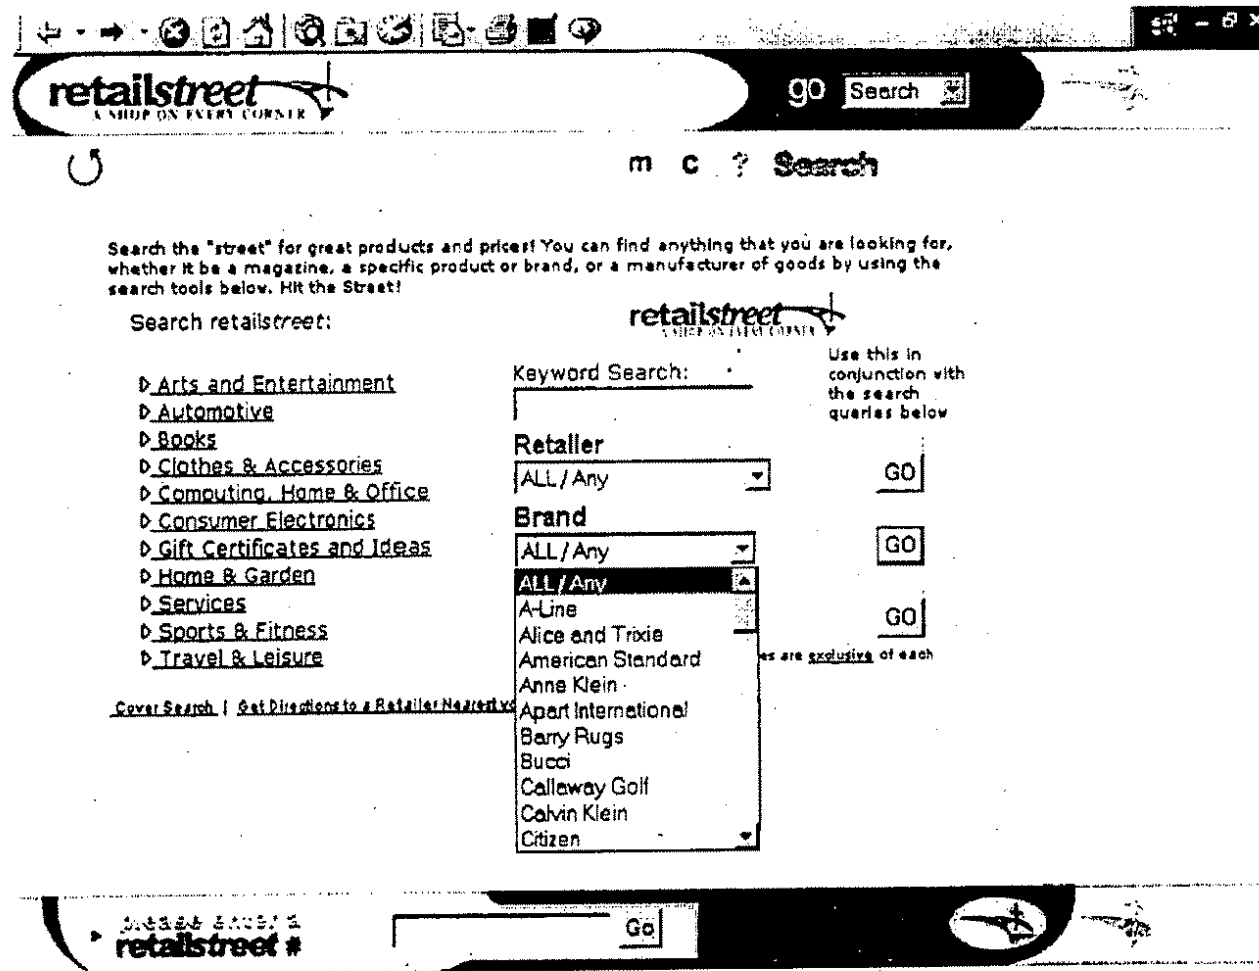 retailstreet
A SHOP ON EVERY CORNER
go Search
m c ? Search
Search the "street" for great products and prices! You can find anything that you are looking for,
whether it be a magazine, a specific product or brand, or a manufacturer of goods by using the
search tools below. Hit the Street!
Search retailstreet:
retailstreet
A SHOP ON EVERY CORNER
Arts and Entertainment
Automotive
Books
Clothes & Accessories
Computing, Home & Office
Consumer Electronics
Gift Certificates and Ideas
Home & Garden
Services
Sports & Fitness
Travel & Leisure
Keyword Search:
Use this in
conjunction with
the search
queries below
Retailer
ALL / Any
GO
Brand
ALL / Any
GO
ALL / Any
A-Line
Alice and Trixie
American Standard
Anne Klein
Apart International
Barry Rugs
Bucci
Callaway Golf
Calvin Klein
Citizen
GO
es are exclusive of each
Cover Search | Get Directions to a Retailer Nearest yo
please enter a
retailstreet #
Go